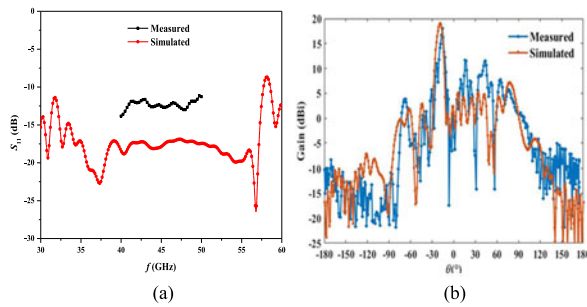 0
-5
-10
-15
-20
-25
-30
S11 (dB)
Measured
Simulated
30 35 40 45 50 55 60
f (GHz)
(a)
20
15
10
5
0
-5
-10
-15
-20
-25
Gain (dBi)
Measured
Simulated
-180 -150 -120 -90 -60 -30 0 30 60 90 120 150 180
θ(°)
(b)